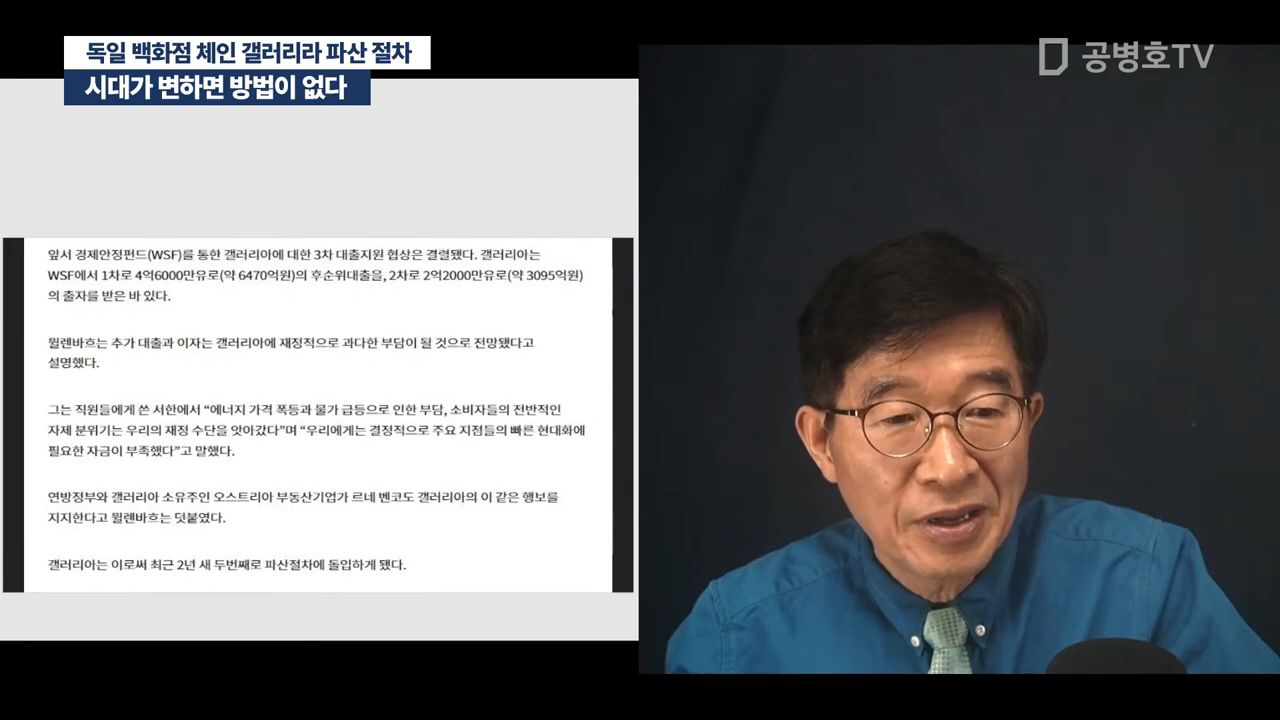 독일 백화점 체인 갤러리라 파산 절차
시대가 변하면 방법이 없다
공병호TV
앞서 경제안정펀드(WSF)를 통한 갤러리아에 대한 3차 대출지원 협상은 결렬됐다. 갤러리아는
WSF에서 1차로 4억6000만유로(약 6470억원)의 후순위대출을, 2차로 2억2000만유로(약 3095억원)
의 출자를 받은 바 있다.
뮐렌바흐는 추가 대출과 이자는 갤러리아에 재정적으로 과다한 부담이 될 것으로 전망됐다고
설명했다.
그는 직원들에게 쓴 서한에서 “에너지 가격 폭등과 물가 급등으로 인한 부담, 소비자들의 전반적인
자제 분위기는 우리의 재정 수단을 앗아갔다”며 “우리에게는 결정적으로 주요 지점들의 빠른 현대화에
필요한 자금이 부족했다”고 말했다.
연방정부와 갤러리아 소유주인 오스트리아 부동산기업가 르네 벤코도 갤러리아의 이 같은 행보를
지지한다고 뮐렌바흐는 덧붙였다.
갤러리아는 이로써 최근 2년 새 두번째로 파산절차에 돌입하게 됐다.